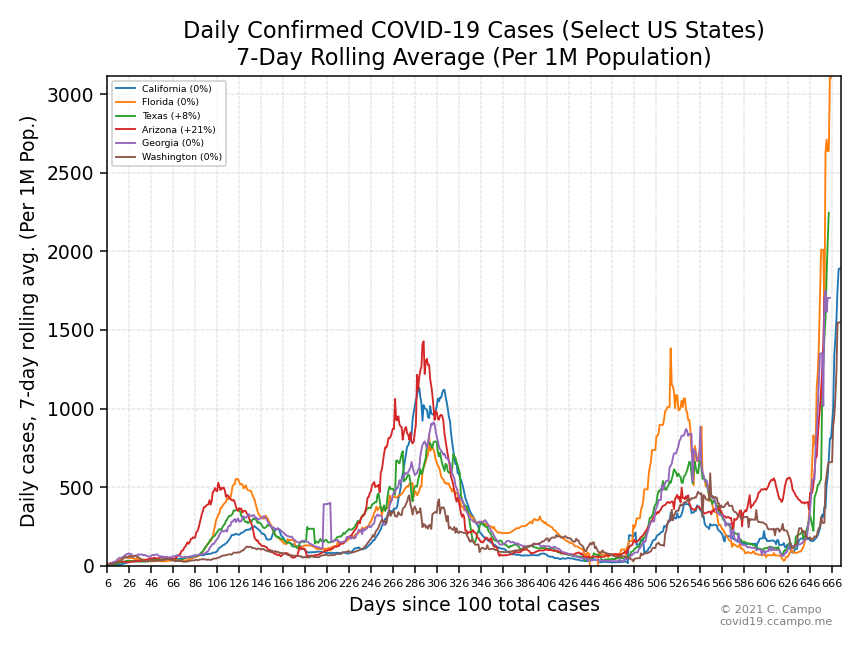 Daily Confirmed COVID-19 Cases (Select US States)
7-Day Rolling Average (Per 1M Population)
Daily cases, 7-day rolling avg. (Per 1M Pop.)
3000
2500
2000
1500
1000
500
0
California (0%)
Florida (0%)
Texas (+8%)
Arizona (+21%)
Georgia (0%)
Washington (0%)
6 26 46 66 86 106 126 146 166 186 206 226 246 266 286 306 326 346 366 386 406 426 446 466 486 506 526 546 566 586 606 626 646 666
Days since 100 total cases
© 2021 C. Campo
covid19.ccampo.me